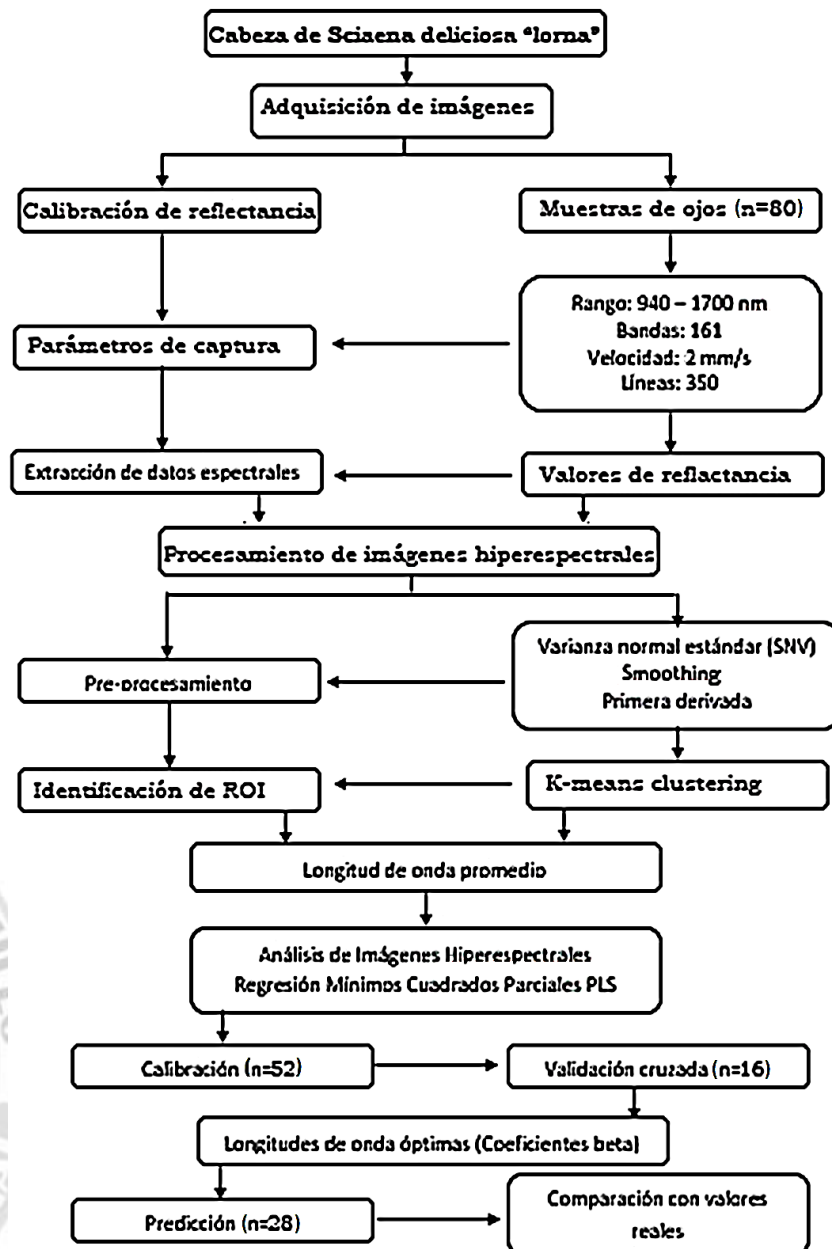 Cabeza de Sciaena deliciosa "lorna"
Adquisición de imágenes
Calibración de reflectancia
Muestras de ojos (n=80)
Rango: 940 – 1700 nm
Bandas: 161
Velocidad: 2 mm/s
Líneas: 350
Parámetros de captura
Extracción de datos espectrales
Valores de reflactancia
Procesamiento de imágenes hiperespectrales
Varianza normal estándar (SNV)
Smoothing
Primera derivada
Pre-procesamiento
Identificación de ROI
K-means clustering
Longitud de onda promedio
Análisis de Imágenes Hiperespectrales
Regresión Mínimos Cuadrados Parciales PLS
Calibración (n=52)
Validación cruzada (n=16)
Longitudes de onda óptimas (Coeficientes beta)
Predicción (n=28)
Comparación con valores
reales